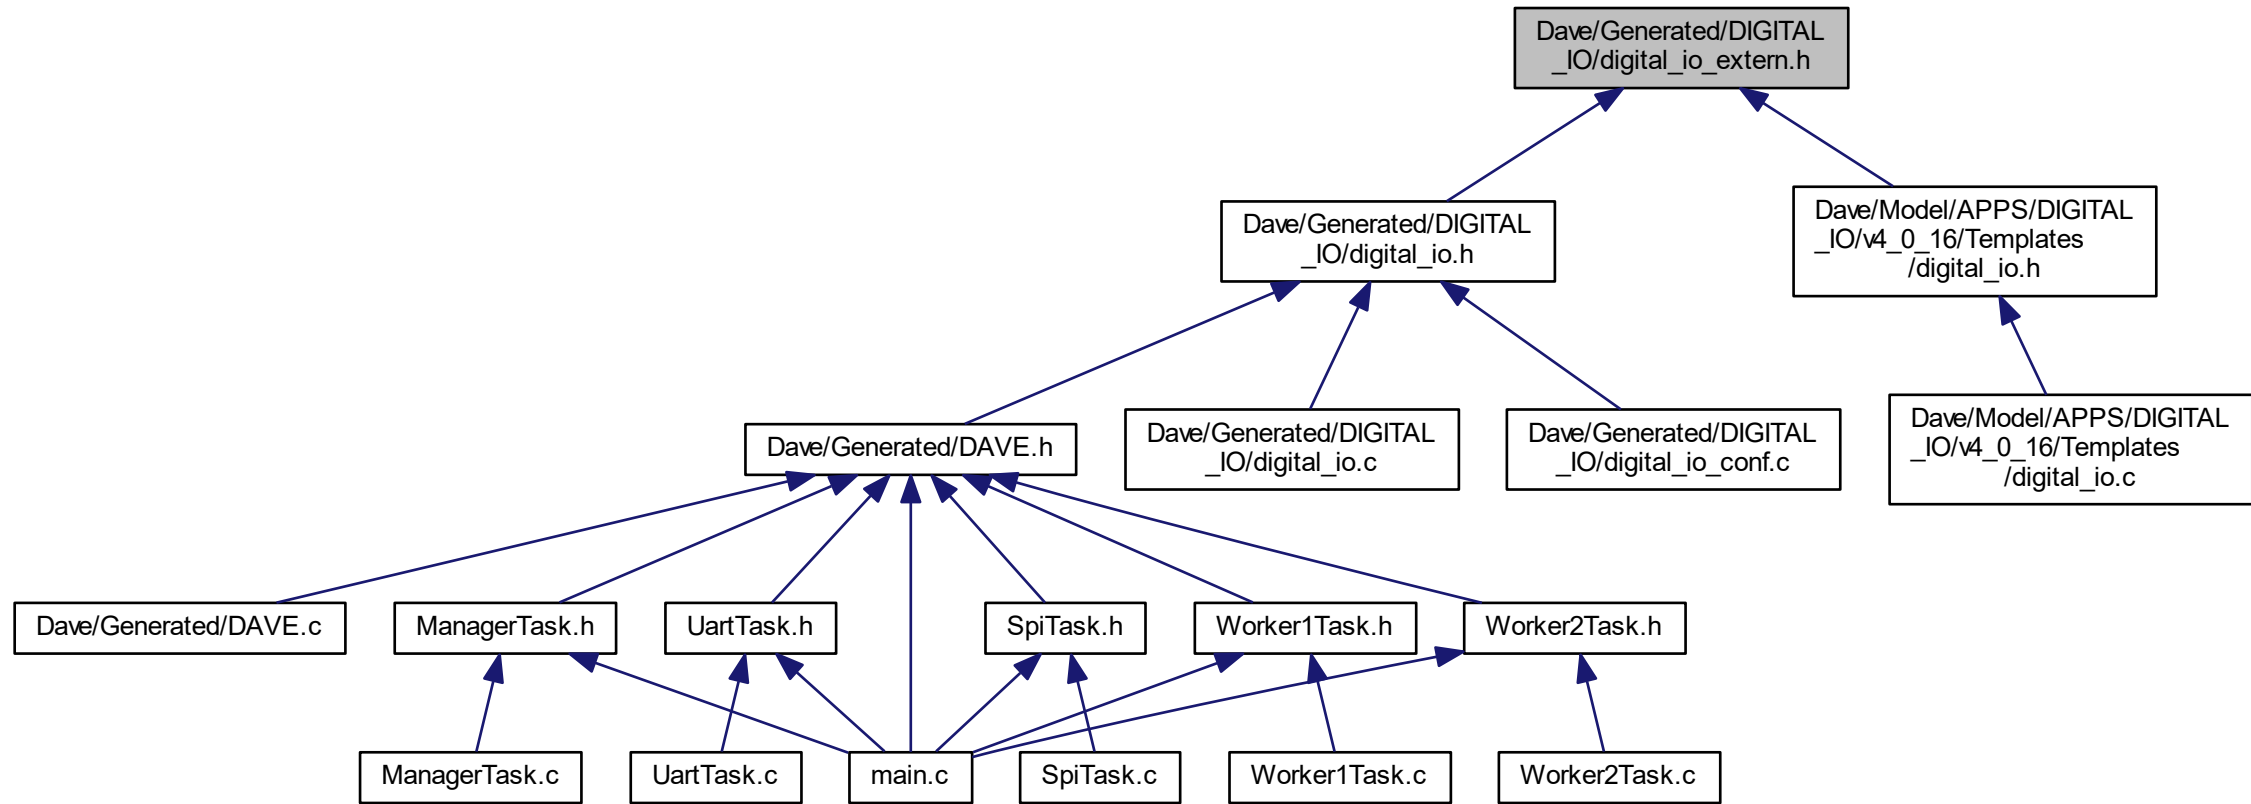 Dave/Generated/DIGITAL
_IO/digital_io_extern.h
Dave/Generated/DIGITAL
_IO/digital_io.h
Dave/Model/APPS/DIGITAL
_IO/v4_0_16/Templates
/digital_io.h
Dave/Generated/DAVE.h
Dave/Generated/DIGITAL
_IO/digital_io.c
Dave/Generated/DIGITAL
_IO/digital_io_conf.c
Dave/Model/APPS/DIGITAL
_IO/v4_0_16/Templates
/digital_io.c
Dave/Generated/DAVE.c
ManagerTask.h
UartTask.h
SpiTask.h
Worker1Task.h
Worker2Task.h
ManagerTask.c
UartTask.c
main.c
SpiTask.c
Worker1Task.c
Worker2Task.c